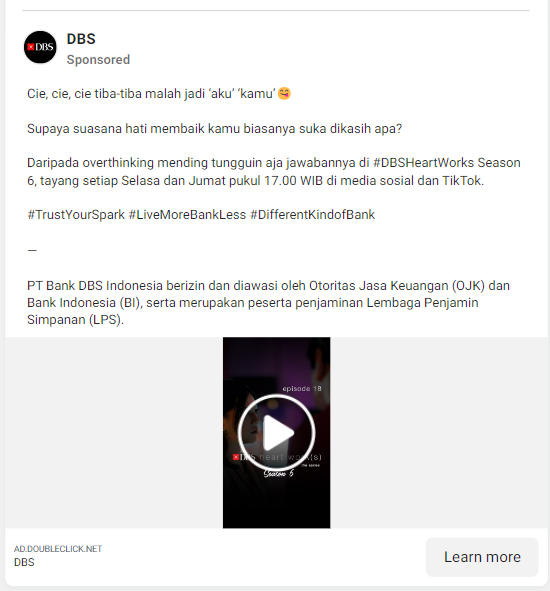 DBS
DBS
Sponsored
Cie, cie, cie tiba-tiba malah jadi ‘aku’ ‘kamu’
Supaya suasana hati membaik kamu biasanya suka dikasih apa?
Daripada overthinking mending tungguin aja jawabannya di #DBSHeartWorks Season
6, tayang setiap Selasa dan Jumat pukul 17.00 WIB di media sosial dan TikTok.
#TrustYourSpark #LiveMoreBankLess #DifferentKindofBank
—
PT Bank DBS Indonesia berizin dan diawasi oleh Otoritas Jasa Keuangan (OJK) dan
Bank Indonesia (BI), serta merupakan peserta penjaminan Lembaga Penjamin
Simpanan (LPS).
episode 18
DBS heart work(s)
the series
Season 6
AD.DOUBLECLICK.NET
DBS
Learn more